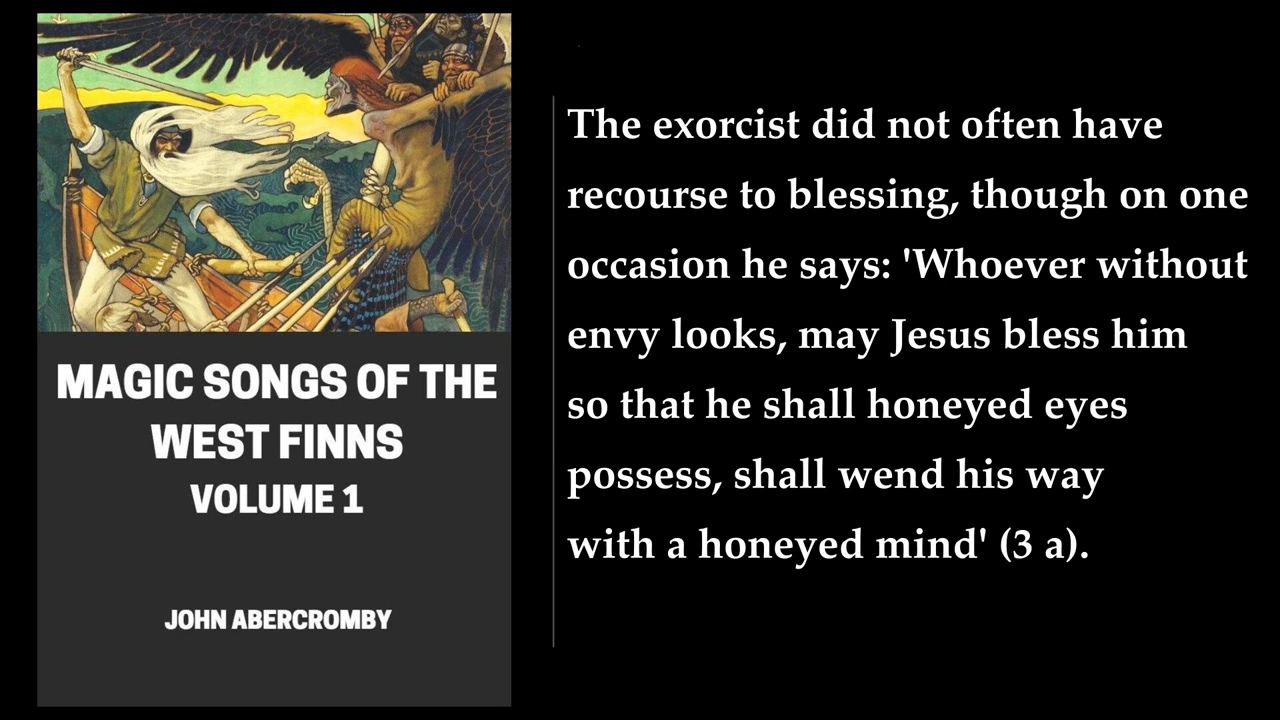 MAGIC SONGS OF THE
WEST FINNS
VOLUME 1
JOHN ABERCROMBY
The exorcist did not often have
recourse to blessing, though on one
occasion he says: 'Whoever without
envy looks, may Jesus bless him
so that he shall honeyed eyes
possess, shall wend his way
with a honeyed mind' (3 a).